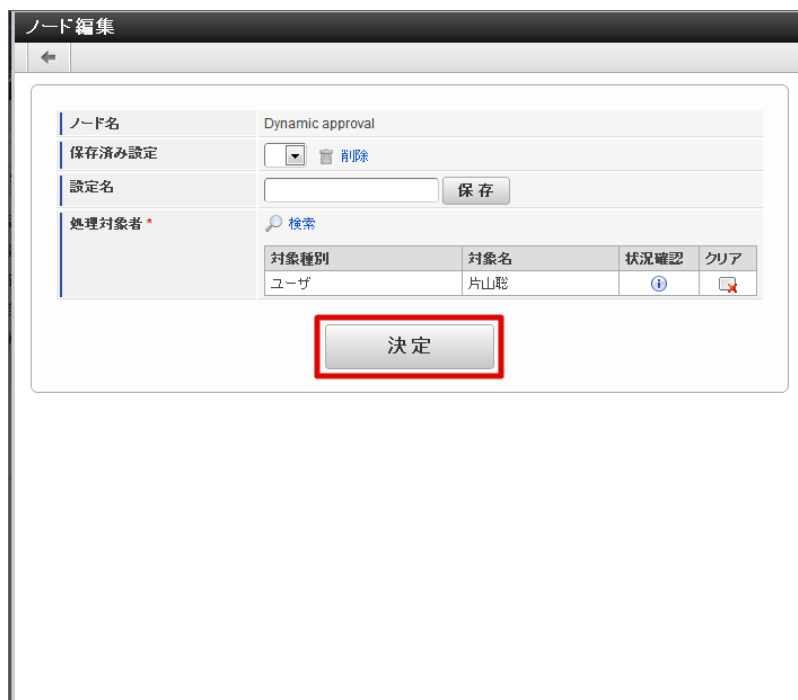 ノード編集
ノード名 Dynamic approval
保存済み設定 削除
設定名 保存
処理対象者 * 検索
対象種別 対象名 状況確認 クリア
ユーザ 片山聡
決定